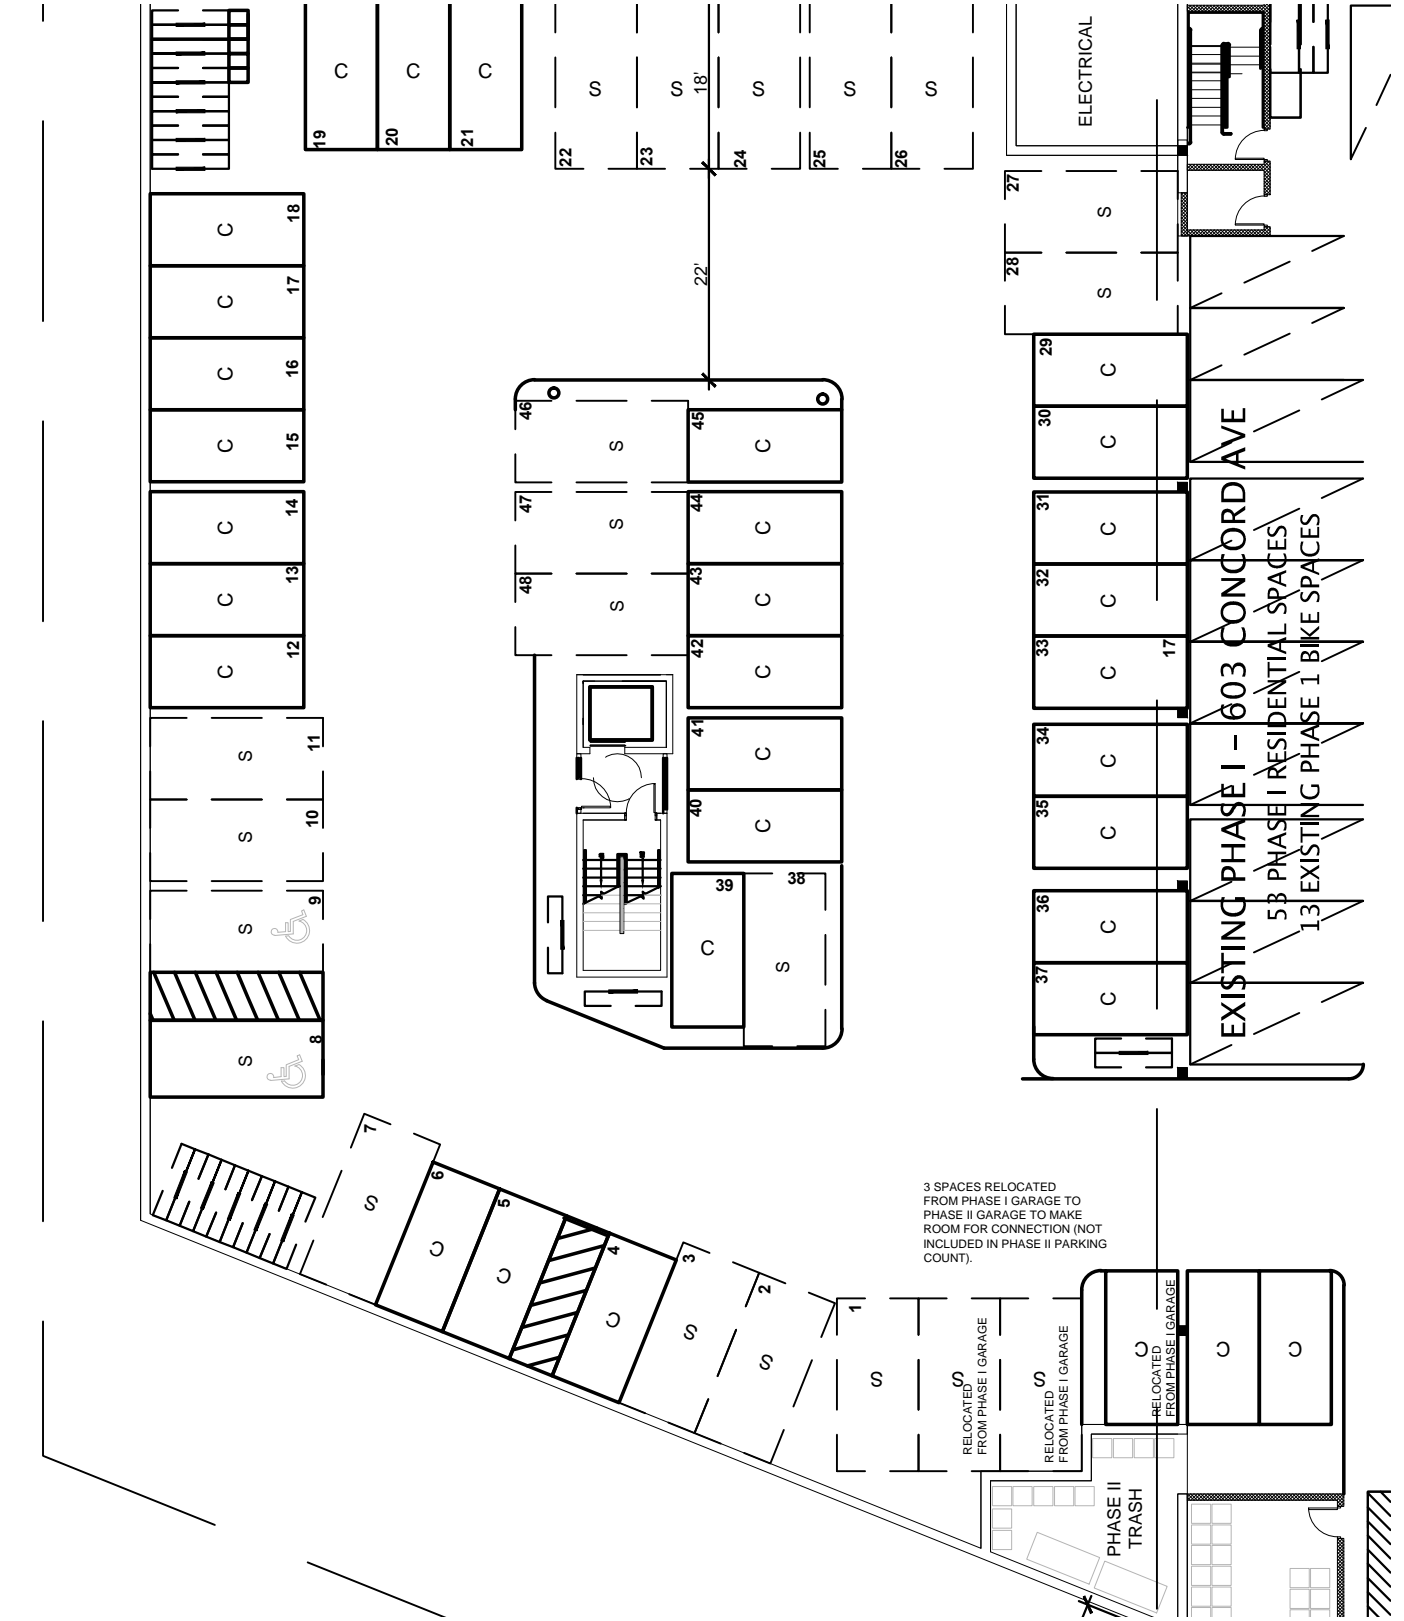 C
C
C
19
20
21
S
S
S
S
S
22
23
24
25
26
18'
22'
ELECTRICAL
27
S
28
S
18
C
17
C
16
C
15
C
14
C
13
C
12
C
11
S
10
S
9
S
8
S
46
S
47
S
48
S
45
C
44
C
43
C
42
C
41
C
40
C
39
C
38
S
29
C
30
C
31
C
32
C
33
C
17
34
C
35
C
36
C
37
C
EXISTING PHASE I – 603 CONCORD AVE
53 PHASE I RESIDENTIAL SPACES
13 EXISTING PHASE 1 BIKE SPACES
7
S
6
C
5
C
4
C
3
S
2
S
1
S
3 SPACES RELOCATED
FROM PHASE I GARAGE TO
PHASE II GARAGE TO MAKE
ROOM FOR CONNECTION (NOT
INCLUDED IN PHASE II PARKING
COUNT).
S
RELOCATED
FROM PHASE I GARAGE
S
RELOCATED
FROM PHASE I GARAGE
C
RELOCATED
FROM PHASE I GARAGE
C
C
PHASE II
TRASH